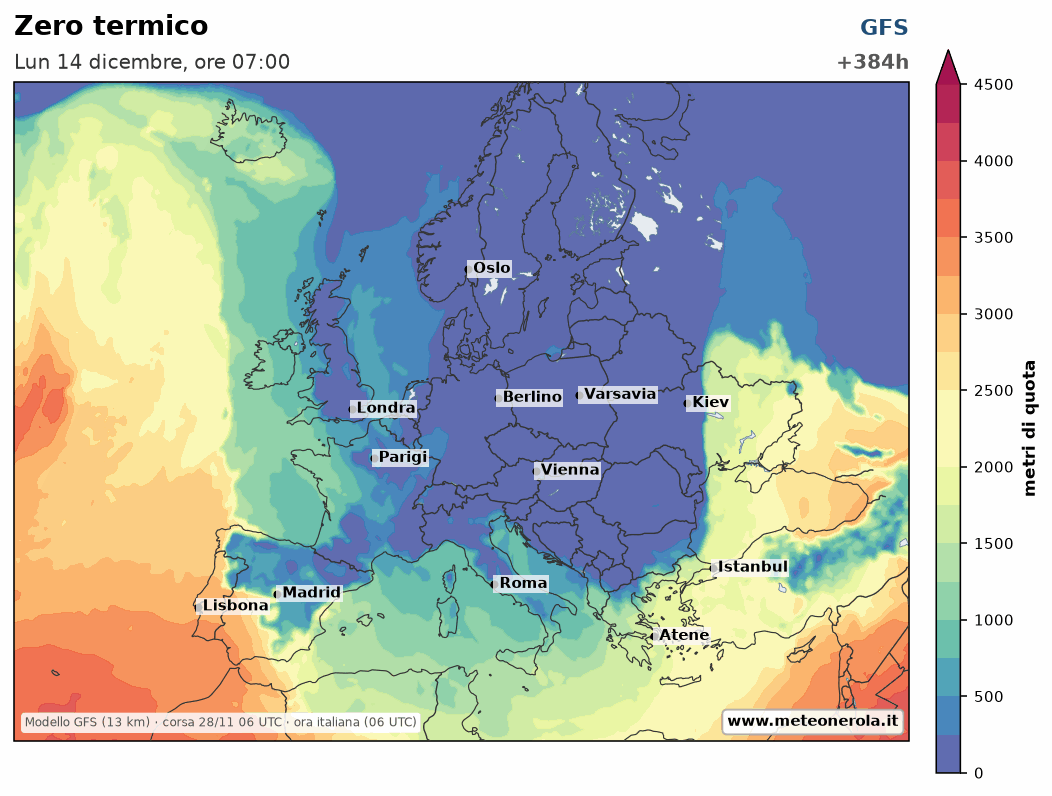 Zero termico
GFS
Lun 14 dicembre, ore 07:00
+384h
4500
4000
3500
3000
2500
2000
1500
1000
500
0
metri di quota
Oslo
Londra
Berlino
Varsavia
Kiev
Parigi
Vienna
Istanbul
Roma
Madrid
Lisbona
Atene
Modello GFS (13 km) · corsa 28/11 06 UTC · ora italiana (06 UTC)
www.meteonerola.it